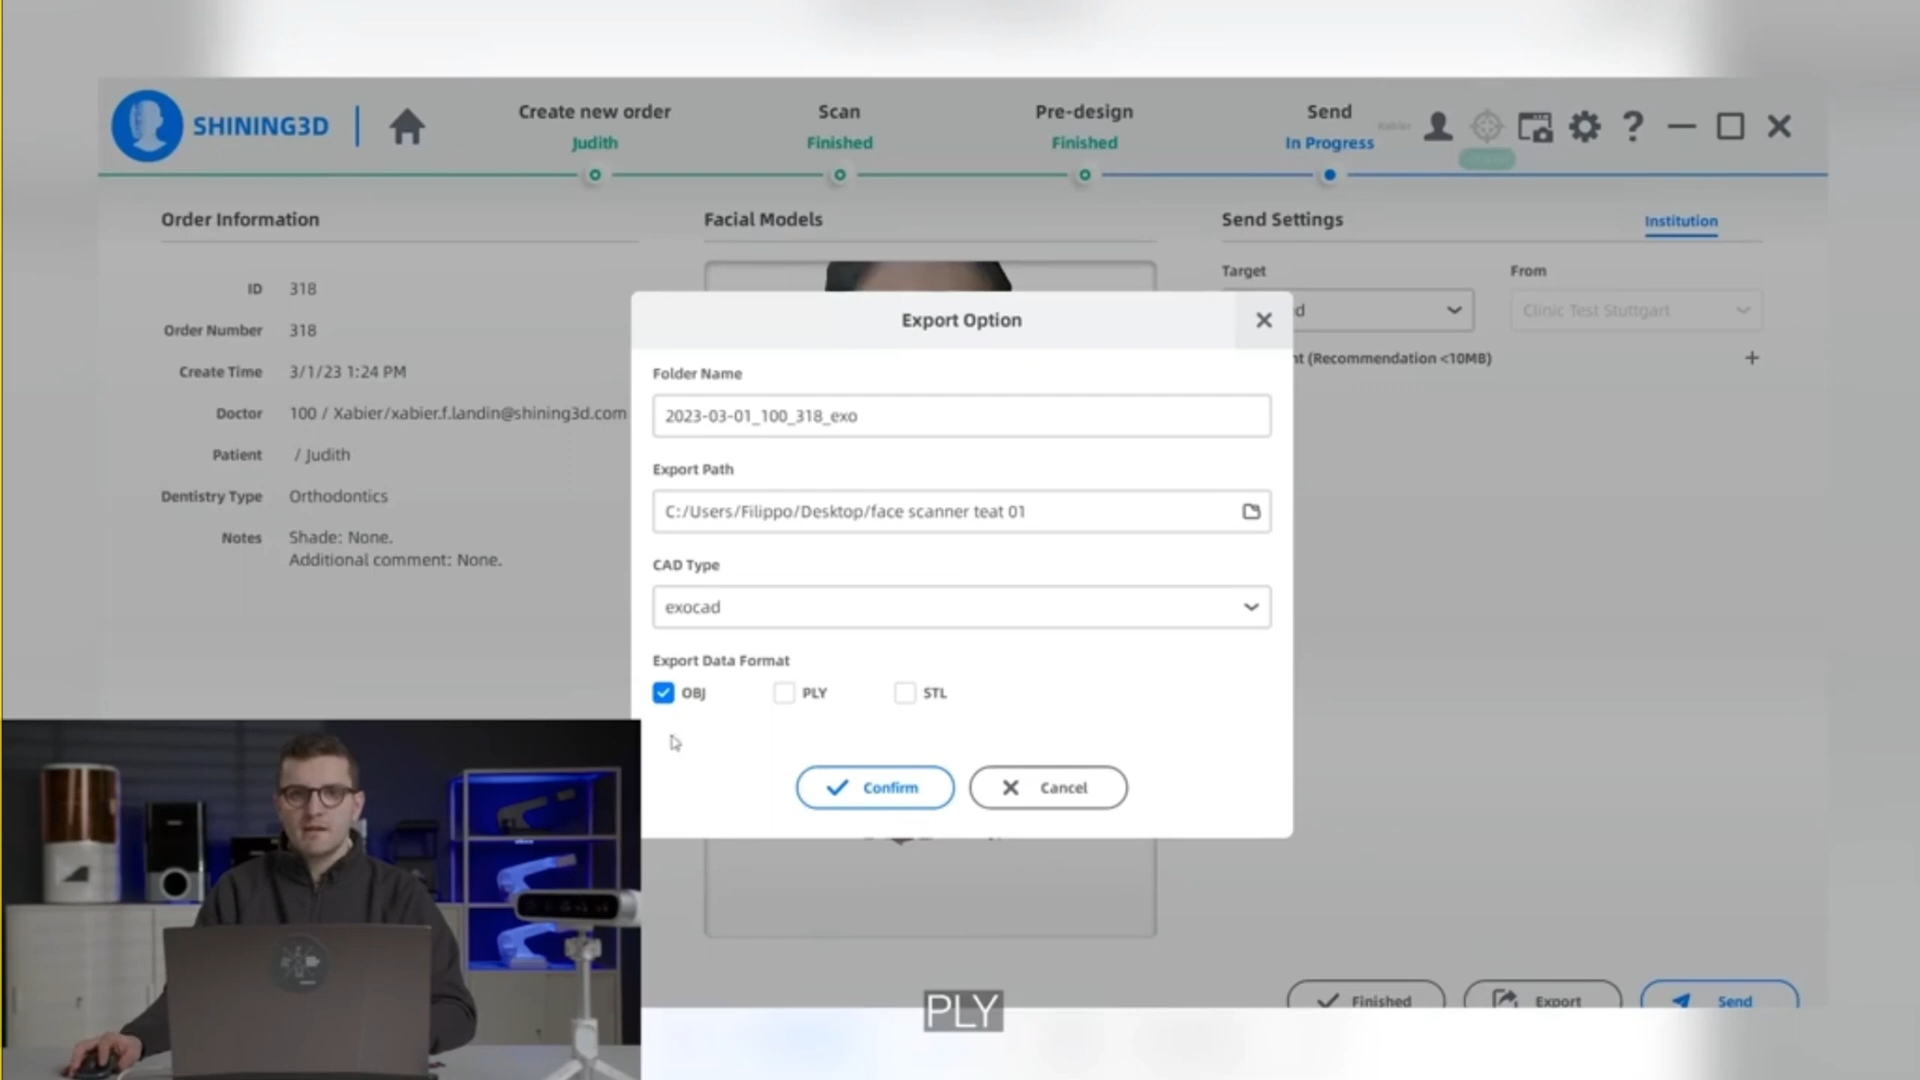 SHINING3D
Create new order
Judith
Scan
Finished
Pre-design
Finished
Send
In Progress
Order Information
ID 318
Order Number 318
Create Time 3/1/23 1:24 PM
Doctor 100 / Xabier/xabier.f.landin@shining3d.com
Patient / Judith
Dentistry Type Orthodontics
Notes Shade: None.
Additional comment: None.
Facial Models
Send Settings
Institution
Target
From
Clinic Test Stuttgart
(Recommendation <10MB)
Export Option
Folder Name
2023-03-01_100_318_exo
Export Path
C:/Users/Filippo/Desktop/face scanner teat 01
CAD Type
exocad
Export Data Format
OBJ
PLY
STL
Confirm
Cancel
Finished
Export
Send
PLY